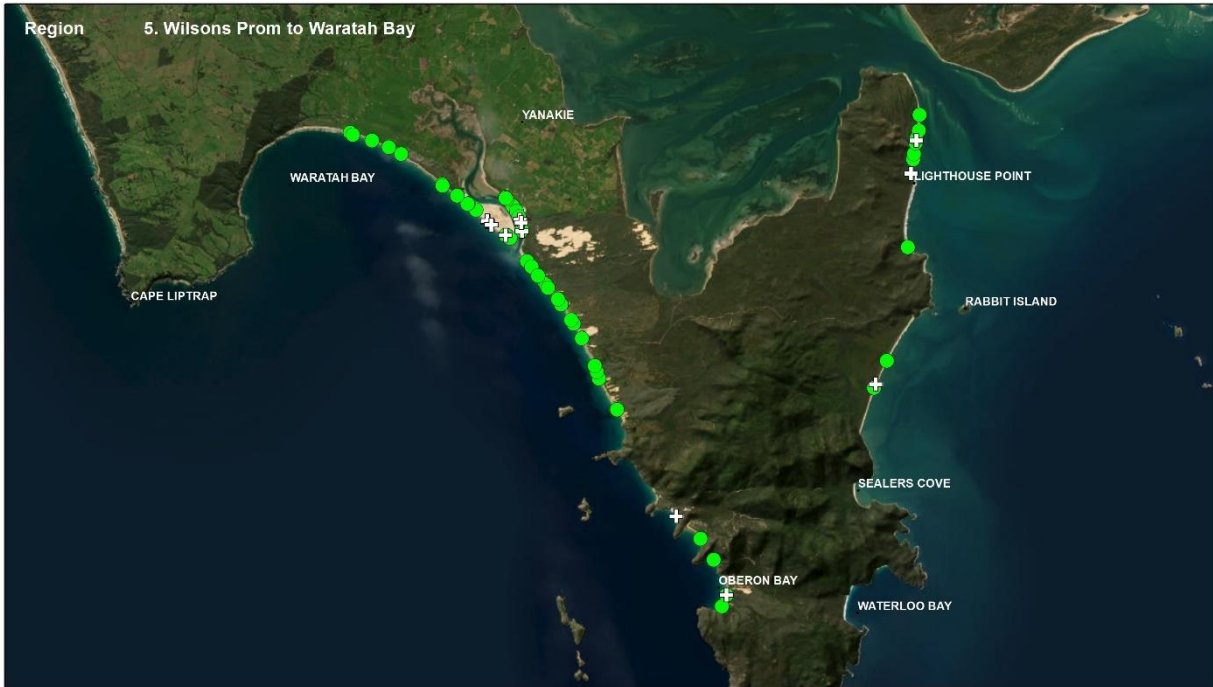 Region 5. Wilsons Prom to Waratah Bay
YANAKIE
WARATAH BAY
LIGHTHOUSE POINT
CAPE LIPTRAP
RABBIT ISLAND
SEALERS COVE
OBERON BAY
WATERLOO BAY